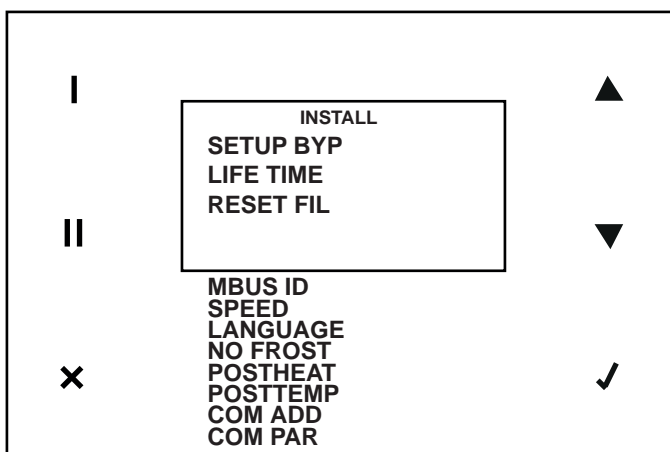 I
INSTALL
SETUP BYP
LIFE TIME
RESET FIL
II
MBUS ID
SPEED
LANGUAGE
NO FROST
POSTHEAT
POSTTEMP
COM ADD
COM PAR